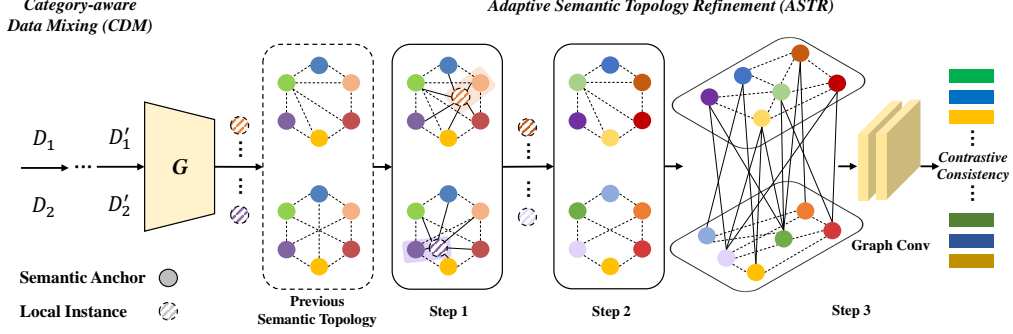 Category-aware
Data Mixing (CDM)
Adaptive Semantic Topology Refinement (ASTR)
D₁ ... D′₁
G
D₂ D′₂
Contrastive
Consistency
Graph Conv
Semantic Anchor
Local Instance
Previous
Semantic Topology
Step 1
Step 2
Step 3